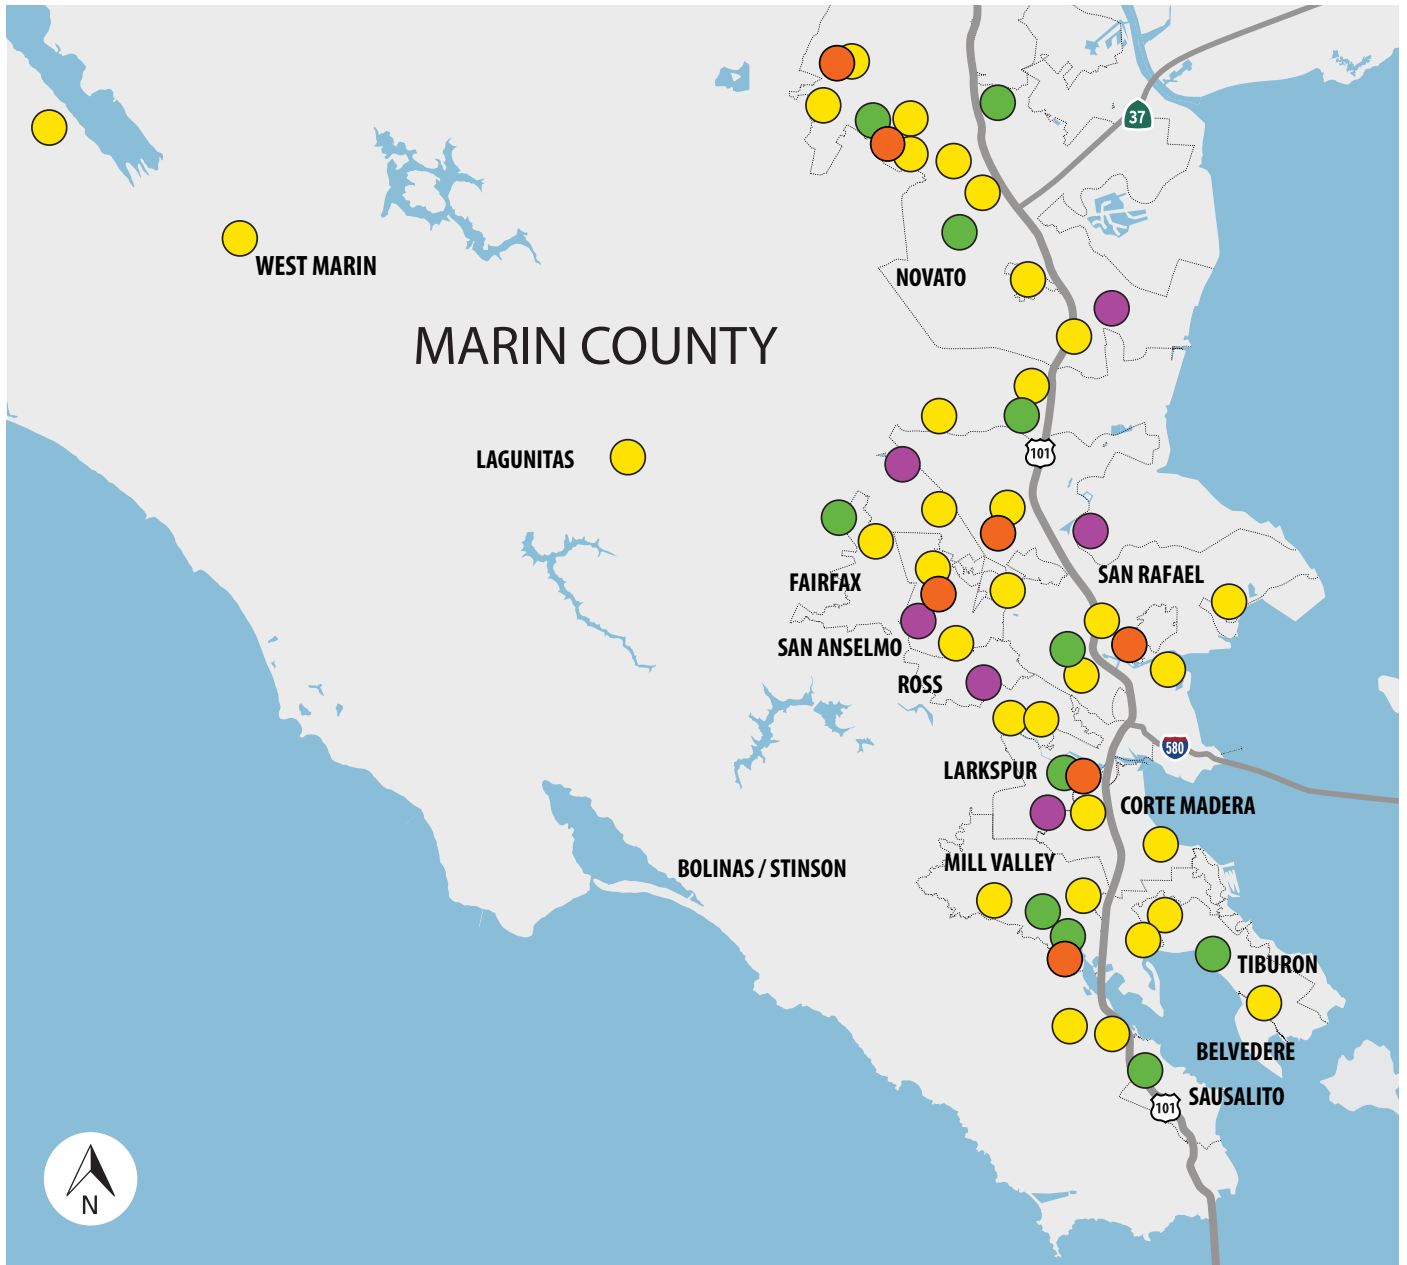 37
WEST MARIN
NOVATO
MARIN COUNTY
101
LAGUNITAS
FAIRFAX
SAN RAFAEL
SAN ANSELMO
ROSS
580
LARKSPUR
CORTE MADERA
MILL VALLEY
BOLINAS / STINSON
TIBURON
BELVEDERE
SAUSALITO
101
N